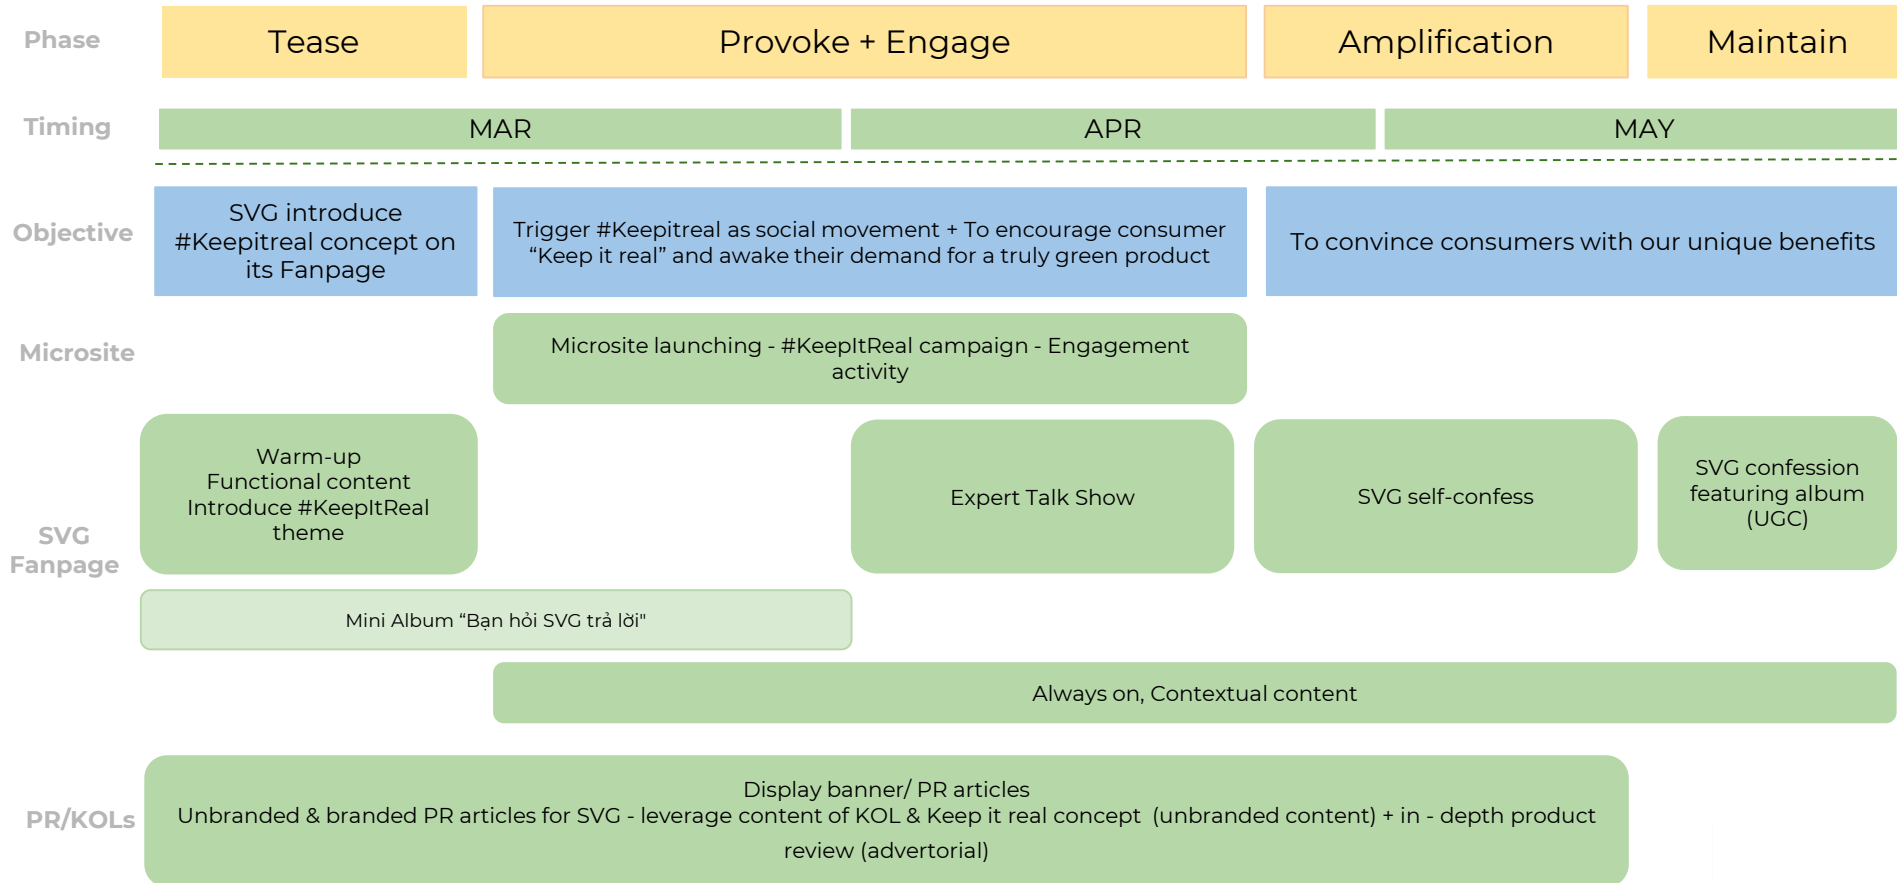 Phase
Tease
Provoke + Engage
Amplification
Maintain
Timing
MAR
APR
MAY
Objective
SVG introduce
#Keepitreal concept on
its Fanpage
Trigger #Keepitreal as social movement + To encourage consumer
“Keep it real” and awake their demand for a truly green product
To convince consumers with our unique benefits
Microsite
Microsite launching - #KeepItReal campaign - Engagement
activity
SVG
Fanpage
Warm-up
Functional content
Introduce #KeepItReal
theme
Expert Talk Show
SVG self-confess
SVG confession
featuring album
(UGC)
Mini Album “Bạn hỏi SVG trả lời"
Always on, Contextual content
PR/KOLs
Display banner/ PR articles
Unbranded & branded PR articles for SVG - leverage content of KOL & Keep it real concept (unbranded content) + in - depth product
review (advertorial)